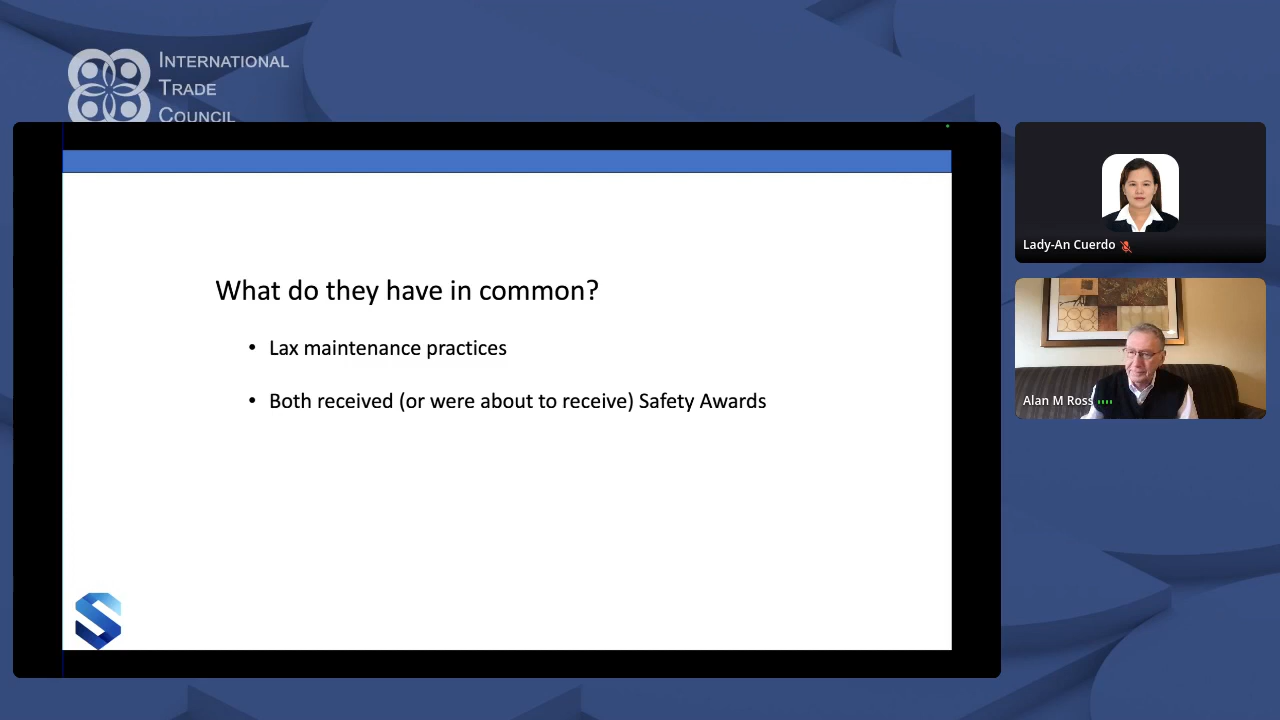 INTERNATIONAL
TRADE
COUNCIL
What do they have in common?
• Lax maintenance practices
• Both received (or were about to receive) Safety Awards
Lady-An Cuerdo
Alan M Ross